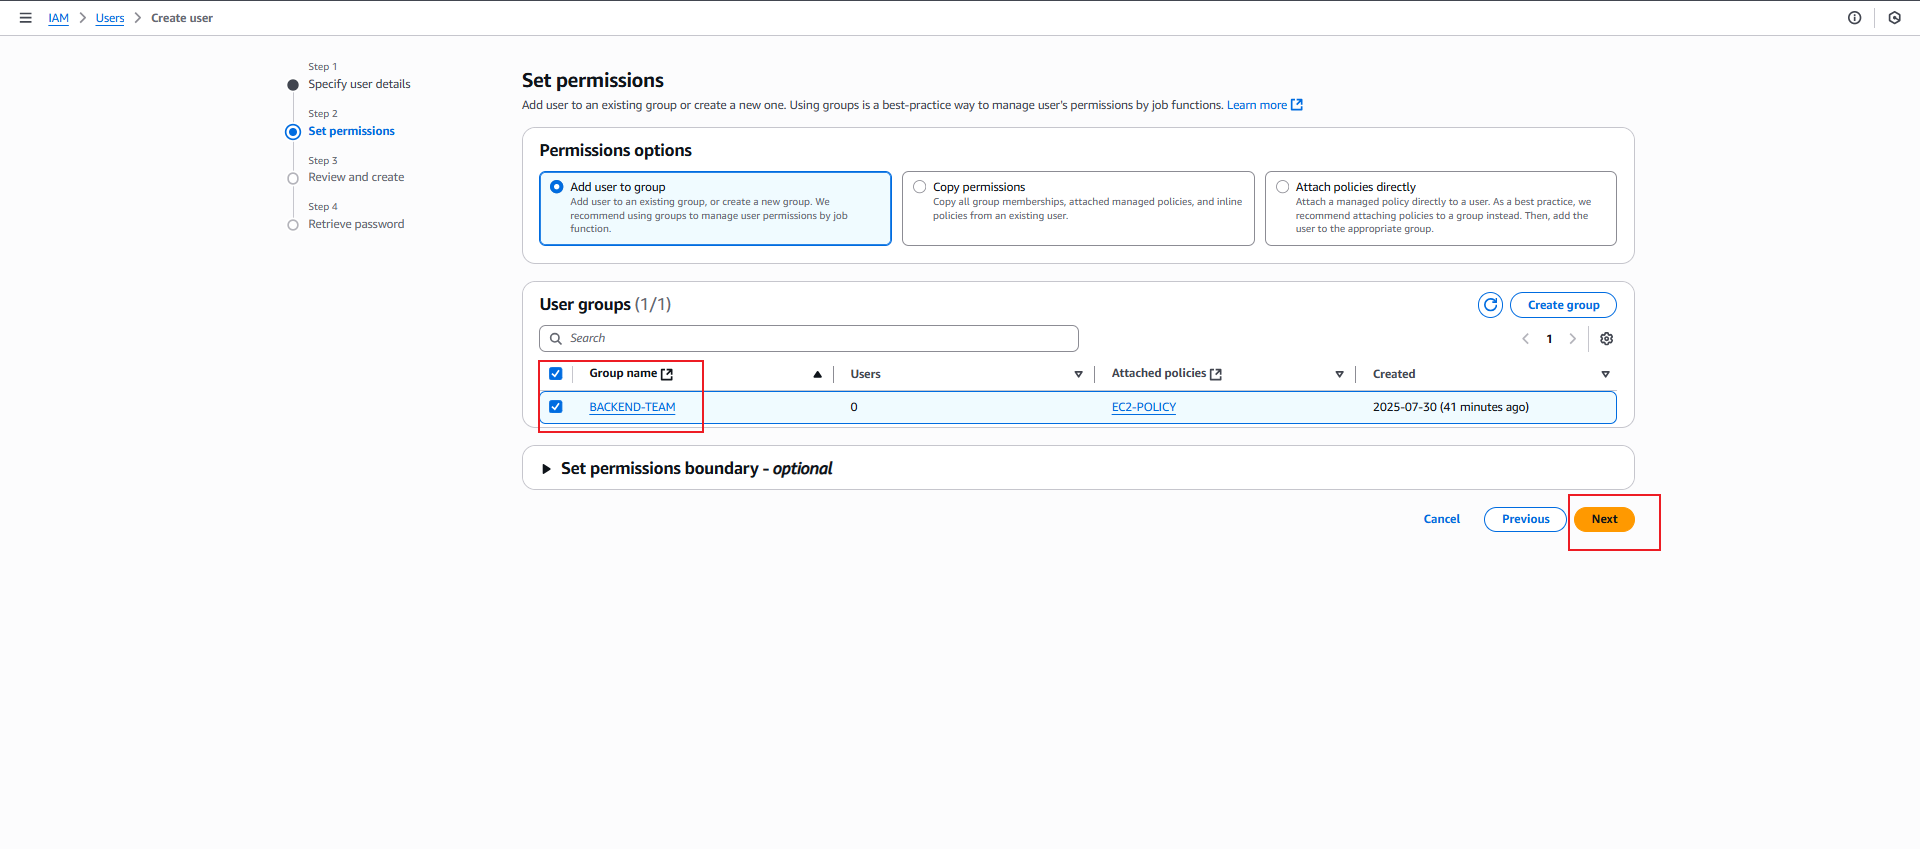 IAM > Users > Create user
Step 1
Specify user details
Step 2
Set permissions
Step 3
Review and create
Step 4
Retrieve password
Set permissions
Add user to an existing group or create a new one. Using groups is a best-practice way to manage user's permissions by job functions. Learn more
Permissions options
Add user to group
Add user to an existing group, or create a new group. We
recommend using groups to manage user permissions by job
function.
Copy permissions
Copy all group memberships, attached managed policies, and inline
policies from an existing user.
Attach policies directly
Attach a managed policy directly to a user. As a best practice, we
recommend attaching policies to a group instead. Then, add the
user to the appropriate group.
User groups (1/1)
Create group
Search
1
Group name Users Attached policies Created
BACKEND-TEAM 0 EC2-POLICY 2025-07-30 (41 minutes ago)
Set permissions boundary - optional
Cancel Previous Next